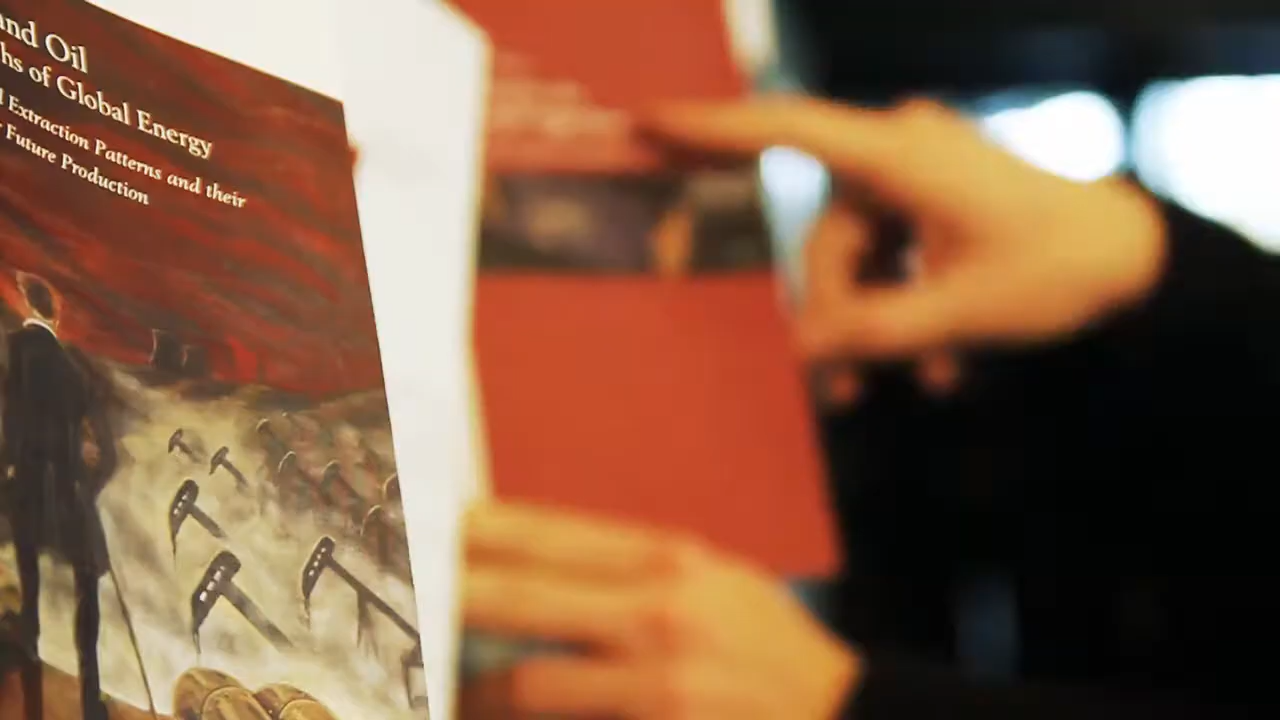 and Oil
hs of Global Energy
Extraction Patterns and their
Future Production